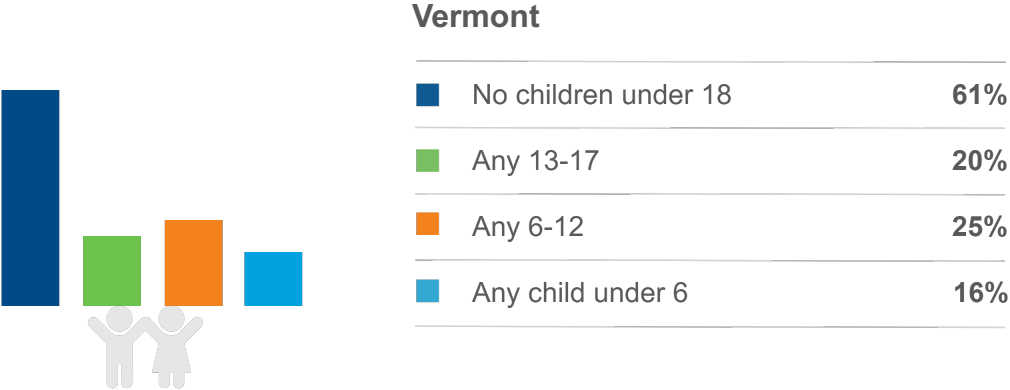 Vermont
No children under 18 61%
Any 13-17 20%
Any 6-12 25%
Any child under 6 16%